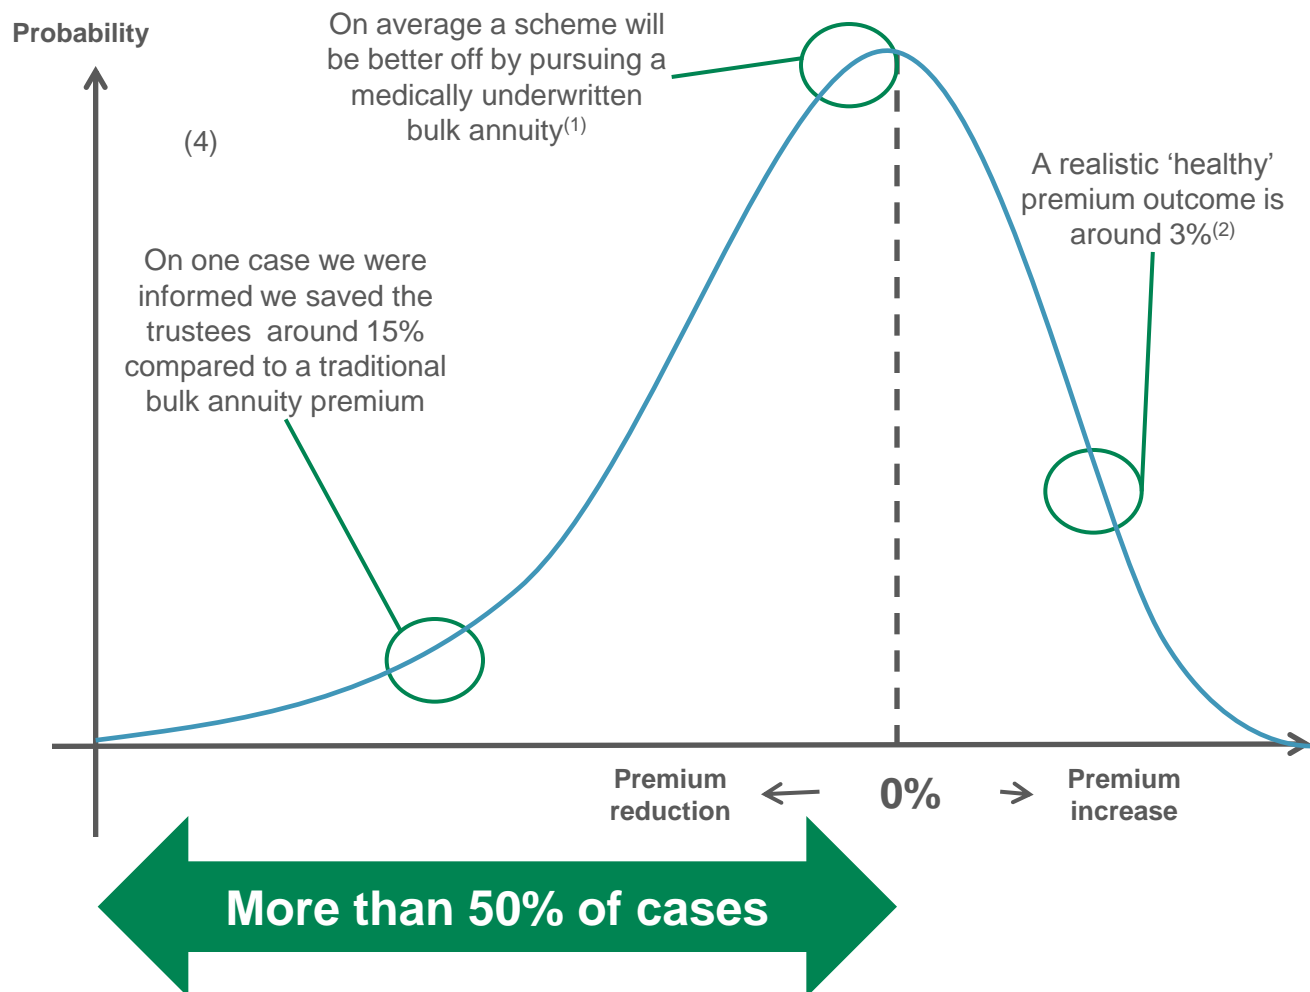 Probability
On average a scheme will
be better off by pursuing a
medically underwritten
bulk annuity(1)
(4)
A realistic ‘healthy’
premium outcome is
around 3%(2)
On one case we were
informed we saved the
trustees around 15%
compared to a traditional
bulk annuity premium
Premium
reduction
0%
Premium
increase
More than 50% of cases